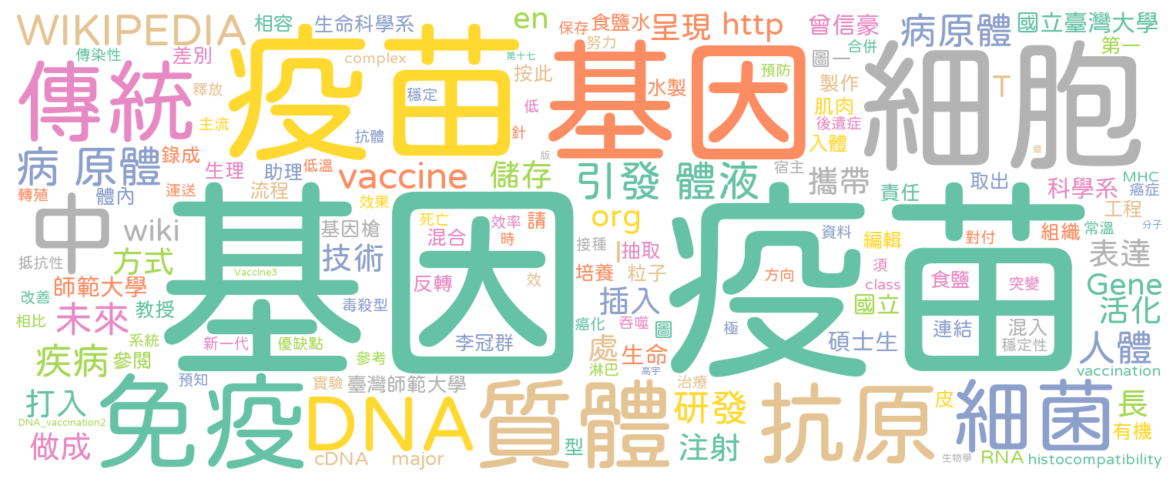 WIKIPEDIA
相容
生命科學系
en
保存
食鹽水
呈現
http
曾信豪
病原體
國立臺灣大學
傳染性
差別
疫苗
complex
努力
第十七
基因
圖一
合併
細胞
第一
傳統
釋放
穩定
按此
水製
預防
製作
T
主流
抗體
針
低
肌肉
後遺症
入體
病 原體
錄成
生理
助理
低溫
vaccine
儲存
版
引發
體液
宿主
攜帶
取出
章
科學系
MHC
癌症
轉殖
體內
運送
流程
效果
責任
工程
中
wiki
基因疫苗
基因槍
死亡
效率
請
org
資料
編輯
對付
組織
常溫
分子
抵抗性
方式
技術
混合
時
接種
抽取
表達
師範大學
Vaccine3
反轉
效
培養
粒子
方向
須
class
食鹽
突變
Gene
改善
未來
教授
毒殺型
插入
國立
活化
相比
系統
新一代
優缺點
李冠群
癌化
吞噬
圖
極
碩士生
連結
混入
穩定性
人體
疾病
參閱
參考
處
生命
淋巴
高宇
vaccination
預知
實驗
臺灣師範大學
治療
打入
免疫
DNA
質體
研發
抗原
皮
細菌
長
DNA_vaccination2
有機
做成
cDNA
major
型
注射
生物學
RNA
histocompatibility